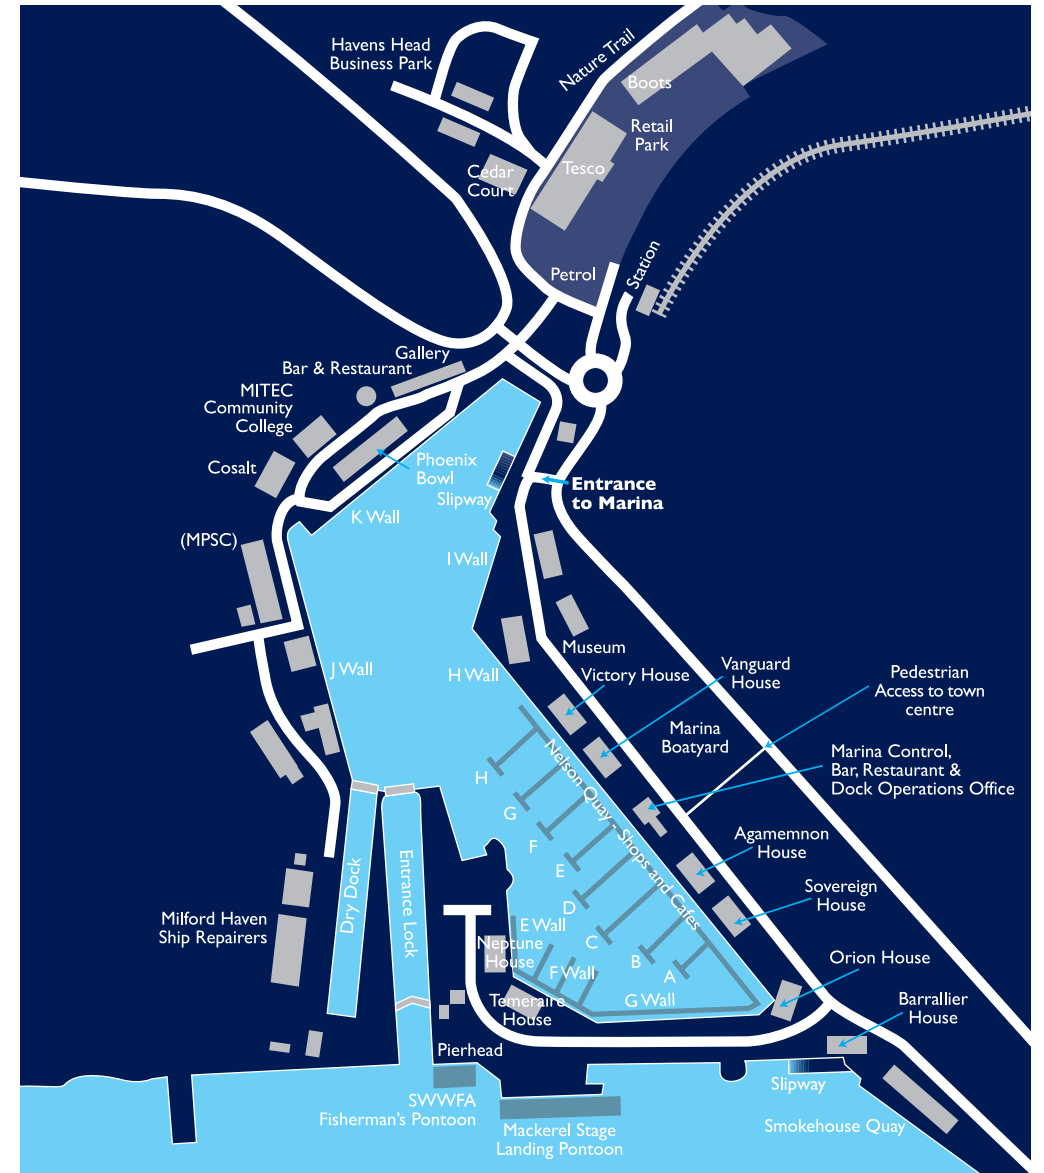 Havens Head
Business Park
Nature Trail
Boots
Retail
Park
Cedar
Court
Tesco
Petrol
Station
Gallery
Bar & Restaurant
MITEC
Community
College
Cosalt
Phoenix
Bowl
Slipway
Entrance
to Marina
K Wall
(MPSC)
I Wall
Museum
J Wall
H Wall
Victory House
Vanguard
House
Pedestrian
Access to town
centre
Marina
Boatyard
Nelson Quay - Shops and Cafes
Marina Control,
Bar, Restaurant &
Dock Operations Office
H
G
F
E
D
C
B
A
Agamemnon
House
Sovereign
House
Dry Dock
Entrance Lock
Milford Haven
Ship Repairers
E Wall
Neptune
House
F Wall
G Wall
Temeraire
House
Orion House
Barrallier
House
Pierhead
Slipway
SWWFA
Fisherman's Pontoon
Mackerel Stage
Landing Pontoon
Smokehouse Quay